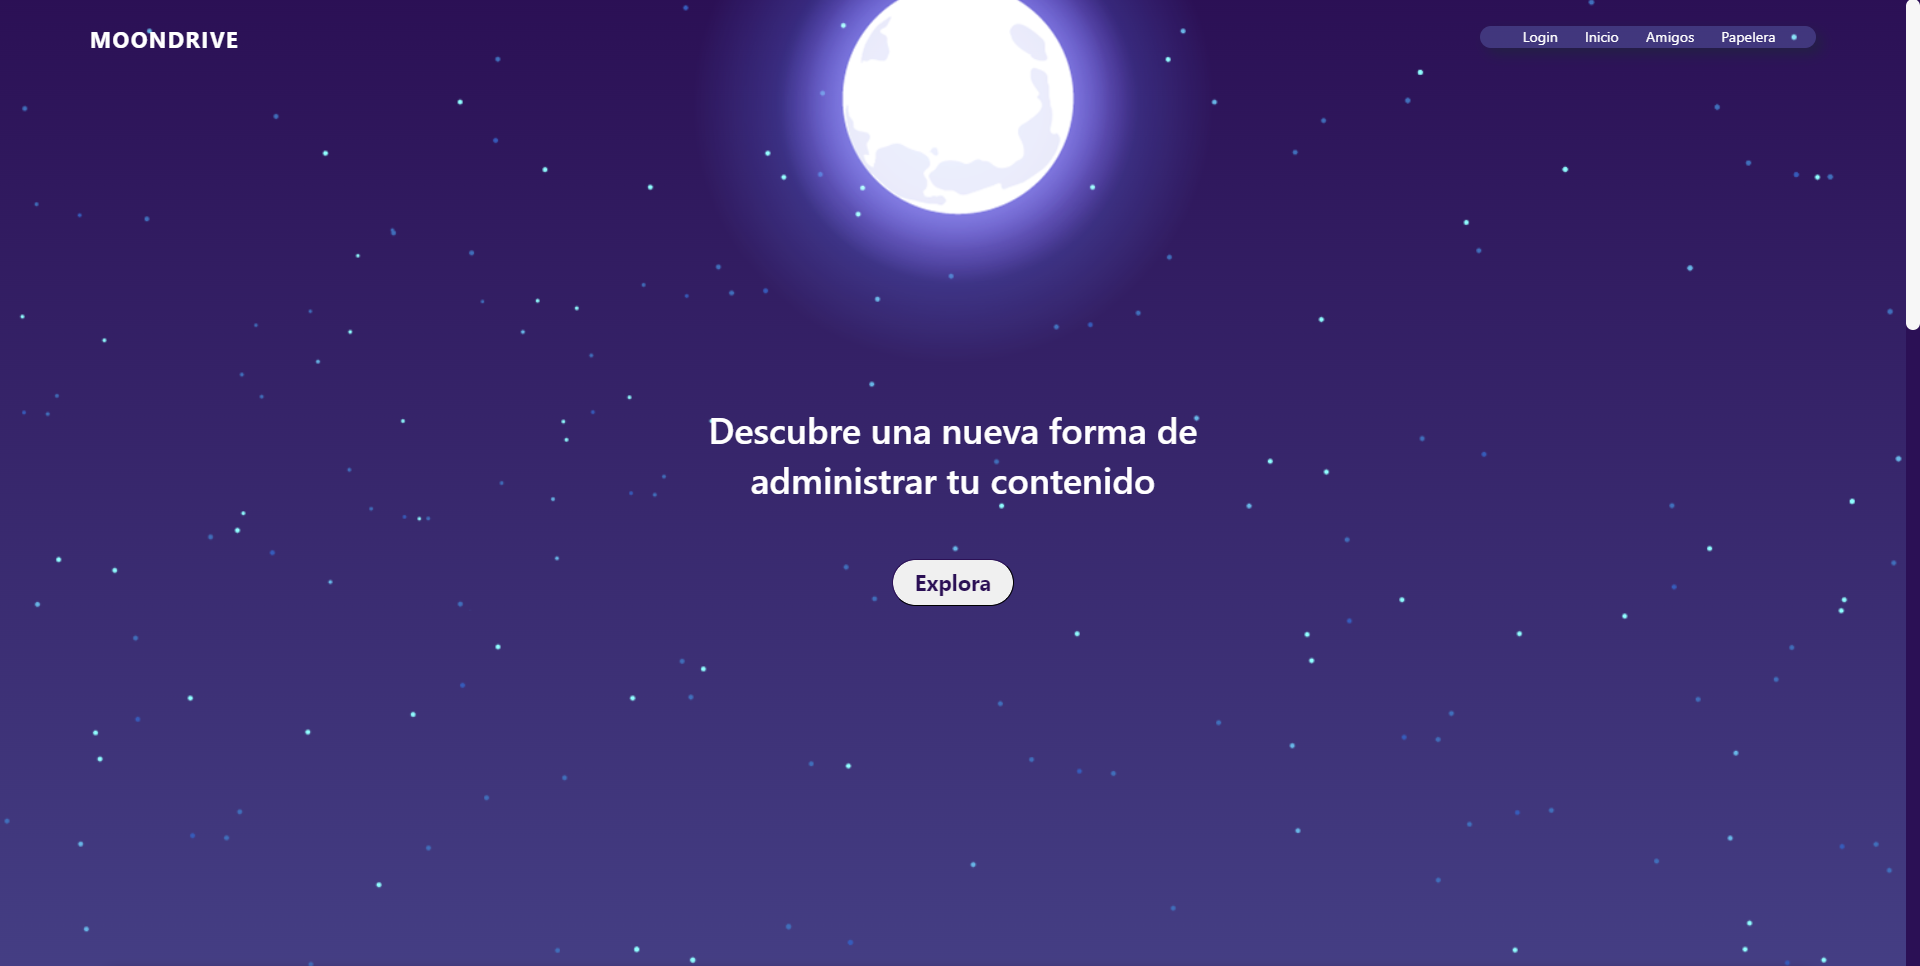 MOONDRIVE
Login Inicio Amigos Papelera
Descubre una nueva forma de
administrar tu contenido
Explora